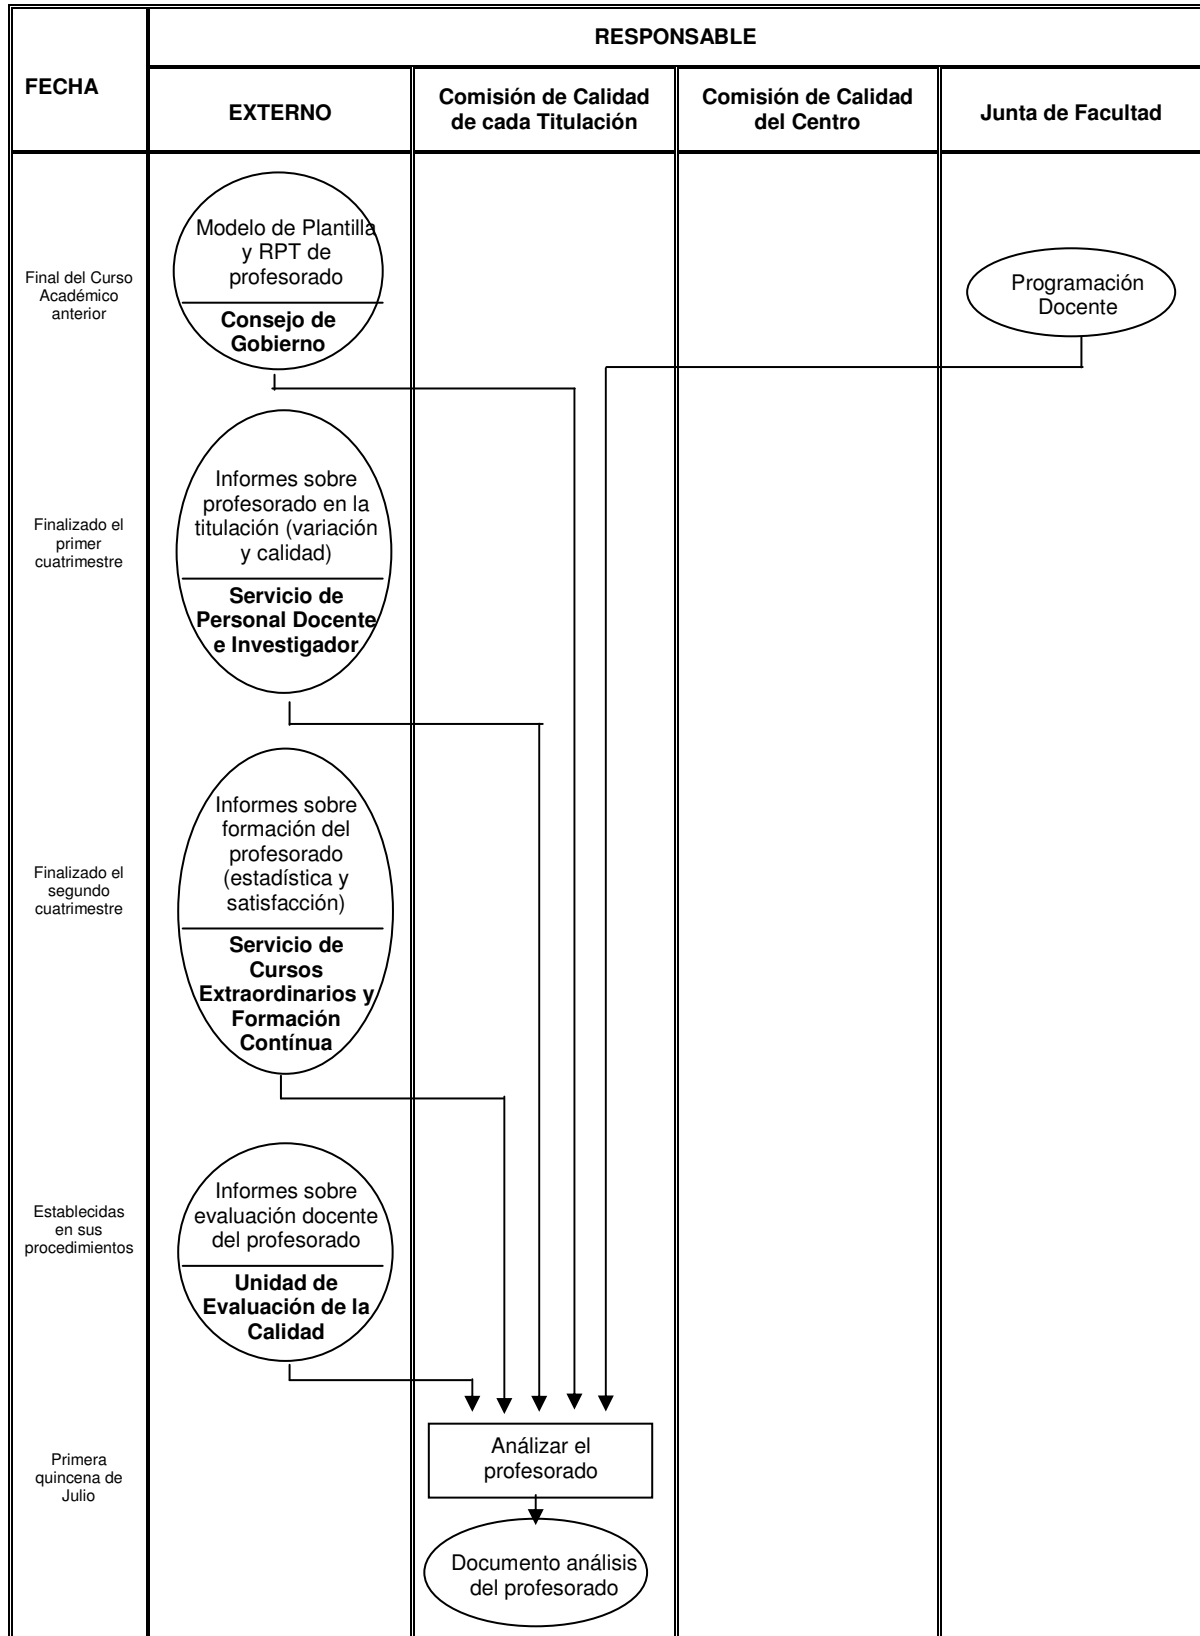 RESPONSABLE
FECHA
EXTERNO
Comisión de Calidad
de cada Titulación
Comisión de Calidad
del Centro
Junta de Facultad
Final del Curso
Académico
anterior
Modelo de Plantilla
y RPT de
profesorado
Consejo de
Gobierno
Programación
Docente
Finalizado el
primer
cuatrimestre
Informes sobre
profesorado en la
titulación (variación
y calidad)
Servicio de
Personal Docente
e Investigador
Finalizado el
segundo
cuatrimestre
Informes sobre
formación del
profesorado
(estadística y
satisfacción)
Servicio de
Cursos
Extraordinarios y
Formación
Contínua
Establecidas
en sus
procedimientos
Informes sobre
evaluación docente
del profesorado
Unidad de
Evaluación de la
Calidad
Primera
quincena de
Julio
Análizar el
profesorado
Documento análisis
del profesorado